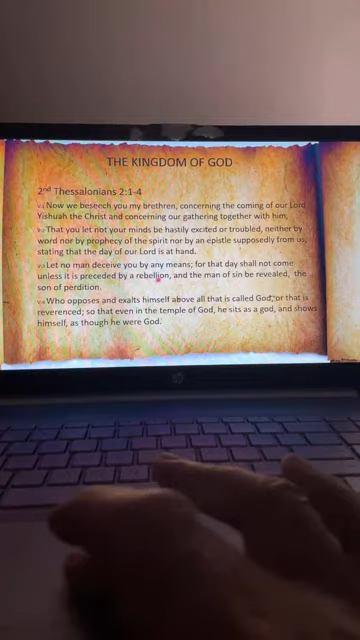 THE KINGDOM OF GOD
2nd Thessalonians 2:1-4
v.1 Now we beseech you my brethren, concerning the coming of our Lord
Yishuah the Christ and concerning our gathering together with him,
v.2 That you let not your minds be hastily excited or troubled, neither by
word nor by prophecy of the spirit nor by an epistle supposedly from us,
stating that the day of our Lord is at hand.
v.3 Let no man deceive you by any means; for that day shall not come
unless it is preceded by a rebellion, and the man of sin be revealed, the
son of perdition.
v.4 Who opposes and exalts himself above all that is called God, or that is
reverenced; so that even in the temple of God, he sits as a god, and shows
himself, as though he were God.
hp